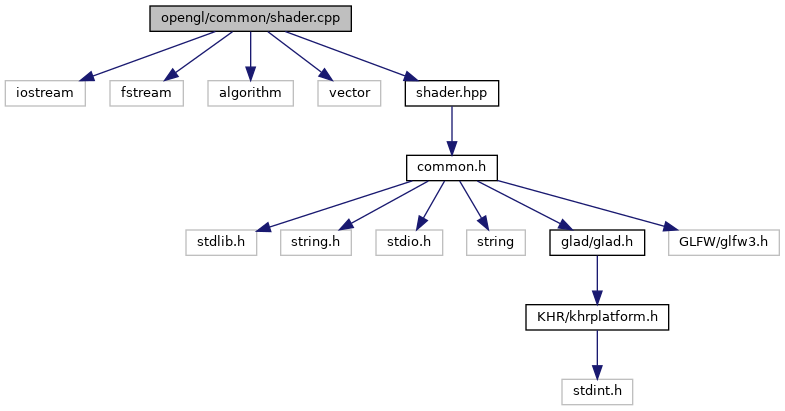 opengl/common/shader.cpp
iostream
fstream
algorithm
vector
shader.hpp
common.h
stdlib.h
string.h
stdio.h
string
glad/glad.h
GLFW/glfw3.h
KHR/khrplatform.h
stdint.h